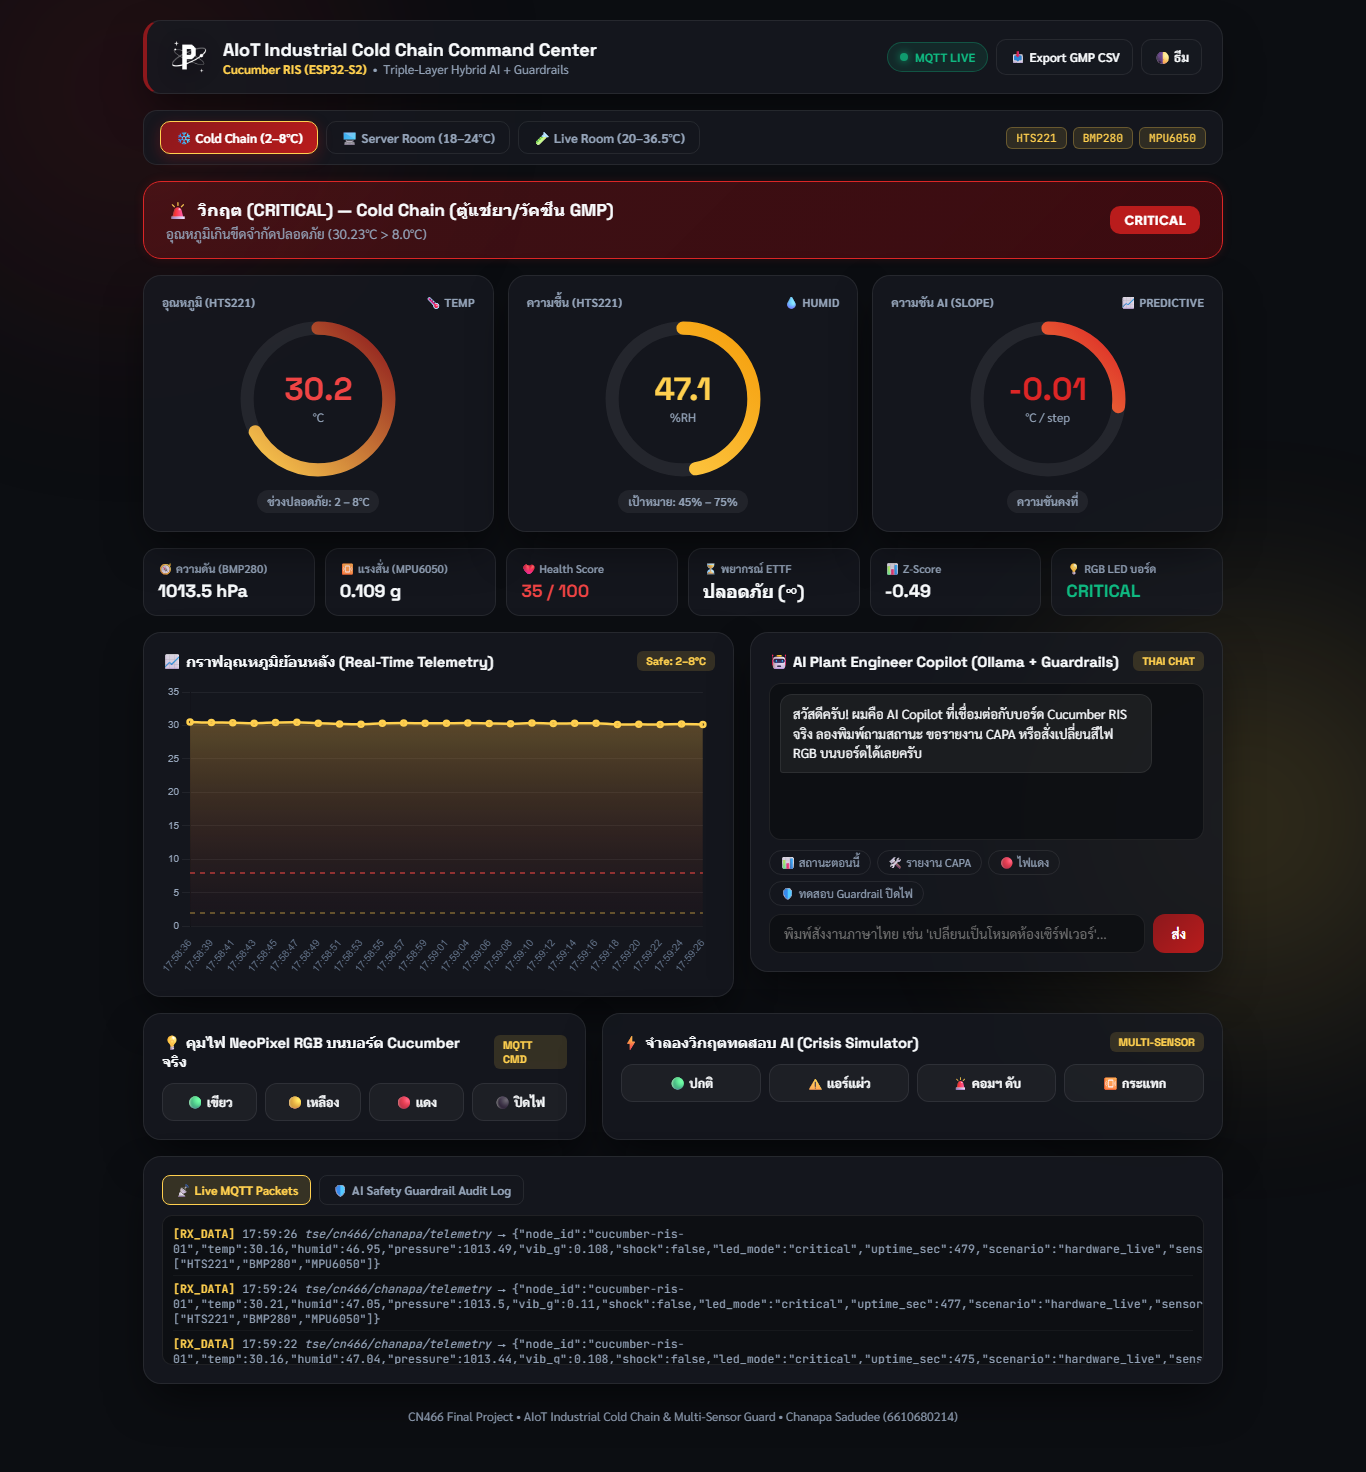 AIoT Industrial Cold Chain Command Center
Cucumber RIS (ESP32-S2) • Triple-Layer Hybrid AI + Guardrails
MQTT LIVE
Export GMP CSV
ธีม
Cold Chain (2–8°C)
Server Room (18–24°C)
Live Room (20–36.5°C)
HTS221
BMP280
MPU6050
วิกฤต (CRITICAL) — Cold Chain (ตู้แช่ยา/วัคซีน GMP)
อุณหภูมิเกินขีดจำกัดปลอดภัย (30.23°C > 8.0°C)
CRITICAL
อุณหภูมิ (HTS221)
TEMP
30.2
°C
ช่วงปลอดภัย: 2 – 8°C
ความชื้น (HTS221)
HUMID
47.1
%RH
เป้าหมาย: 45% – 75%
ความชัน AI (SLOPE)
PREDICTIVE
-0.01
°C / step
ความชันคงที่
ความดัน (BMP280)
1013.5 hPa
แรงสั่น (MPU6050)
0.109 g
Health Score
35 / 100
พยากรณ์ ETTF
ปลอดภัย (∞)
Z-Score
-0.49
RGB LED บอร์ด
CRITICAL
กราฟอุณหภูมิย้อนหลัง (Real-Time Telemetry)
Safe: 2–8°C
35
30
25
20
15
10
5
0
17:58:36
17:58:39
17:58:41
17:58:43
17:58:45
17:58:47
17:58:49
17:58:51
17:58:53
17:58:55
17:58:57
17:58:59
17:59:01
17:59:04
17:59:06
17:59:08
17:59:10
17:59:12
17:59:14
17:59:16
17:59:18
17:59:20
17:59:22
17:59:24
17:59:26
AI Plant Engineer Copilot (Ollama + Guardrails)
THAI CHAT
สวัสดีครับ! ผมคือ AI Copilot ที่เชื่อมต่อกับบอร์ด Cucumber RIS
จริง ลองพิมพ์ถามสถานะ ขอรายงาน CAPA หรือสั่งเปลี่ยนสีไฟ
RGB บนบอร์ดได้เลยครับ
สถานะตอนนี้
รายงาน CAPA
ไฟแดง
ทดสอบ Guardrail ปิดไฟ
พิมพ์สั่งงานภาษาไทย เช่น 'เปลี่ยนเป็นโหมดห้องเซิร์ฟเวอร์'...
ส่ง
คุมไฟ NeoPixel RGB บนบอร์ด Cucumber
จริง
MQTT
CMD
เขียว
เหลือง
แดง
ปิดไฟ
จำลองวิกฤตทดสอบ AI (Crisis Simulator)
MULTI-SENSOR
ปกติ
แอร์แผ่ว
คอมฯ ดับ
กระแทก
Live MQTT Packets
AI Safety Guardrail Audit Log
[RX_DATA] 17:59:26 tse/cn466/chanapa/telemetry → {"node_id":"cucumber-ris-
01","temp":30.16,"humid":46.95,"pressure":1013.49,"vib_g":0.108,"shock":false,"led_mode":"critical","uptime_sec":479,"scenario":"hardware_live","sens
["HTS221","BMP280","MPU6050"]}
[RX_DATA] 17:59:24 tse/cn466/chanapa/telemetry → {"node_id":"cucumber-ris-
01","temp":30.21,"humid":47.05,"pressure":1013.5,"vib_g":0.11,"shock":false,"led_mode":"critical","uptime_sec":477,"scenario":"hardware_live","sensor
["HTS221","BMP280","MPU6050"]}
[RX_DATA] 17:59:22 tse/cn466/chanapa/telemetry → {"node_id":"cucumber-ris-
01","temp":30.16,"humid":47.04,"pressure":1013.44,"vib_g":0.108,"shock":false,"led_mode":"critical","uptime_sec":475,"scenario":"hardware_live","sens
CN466 Final Project • AIoT Industrial Cold Chain & Multi-Sensor Guard • Chanapa Sadudee (6610680214)